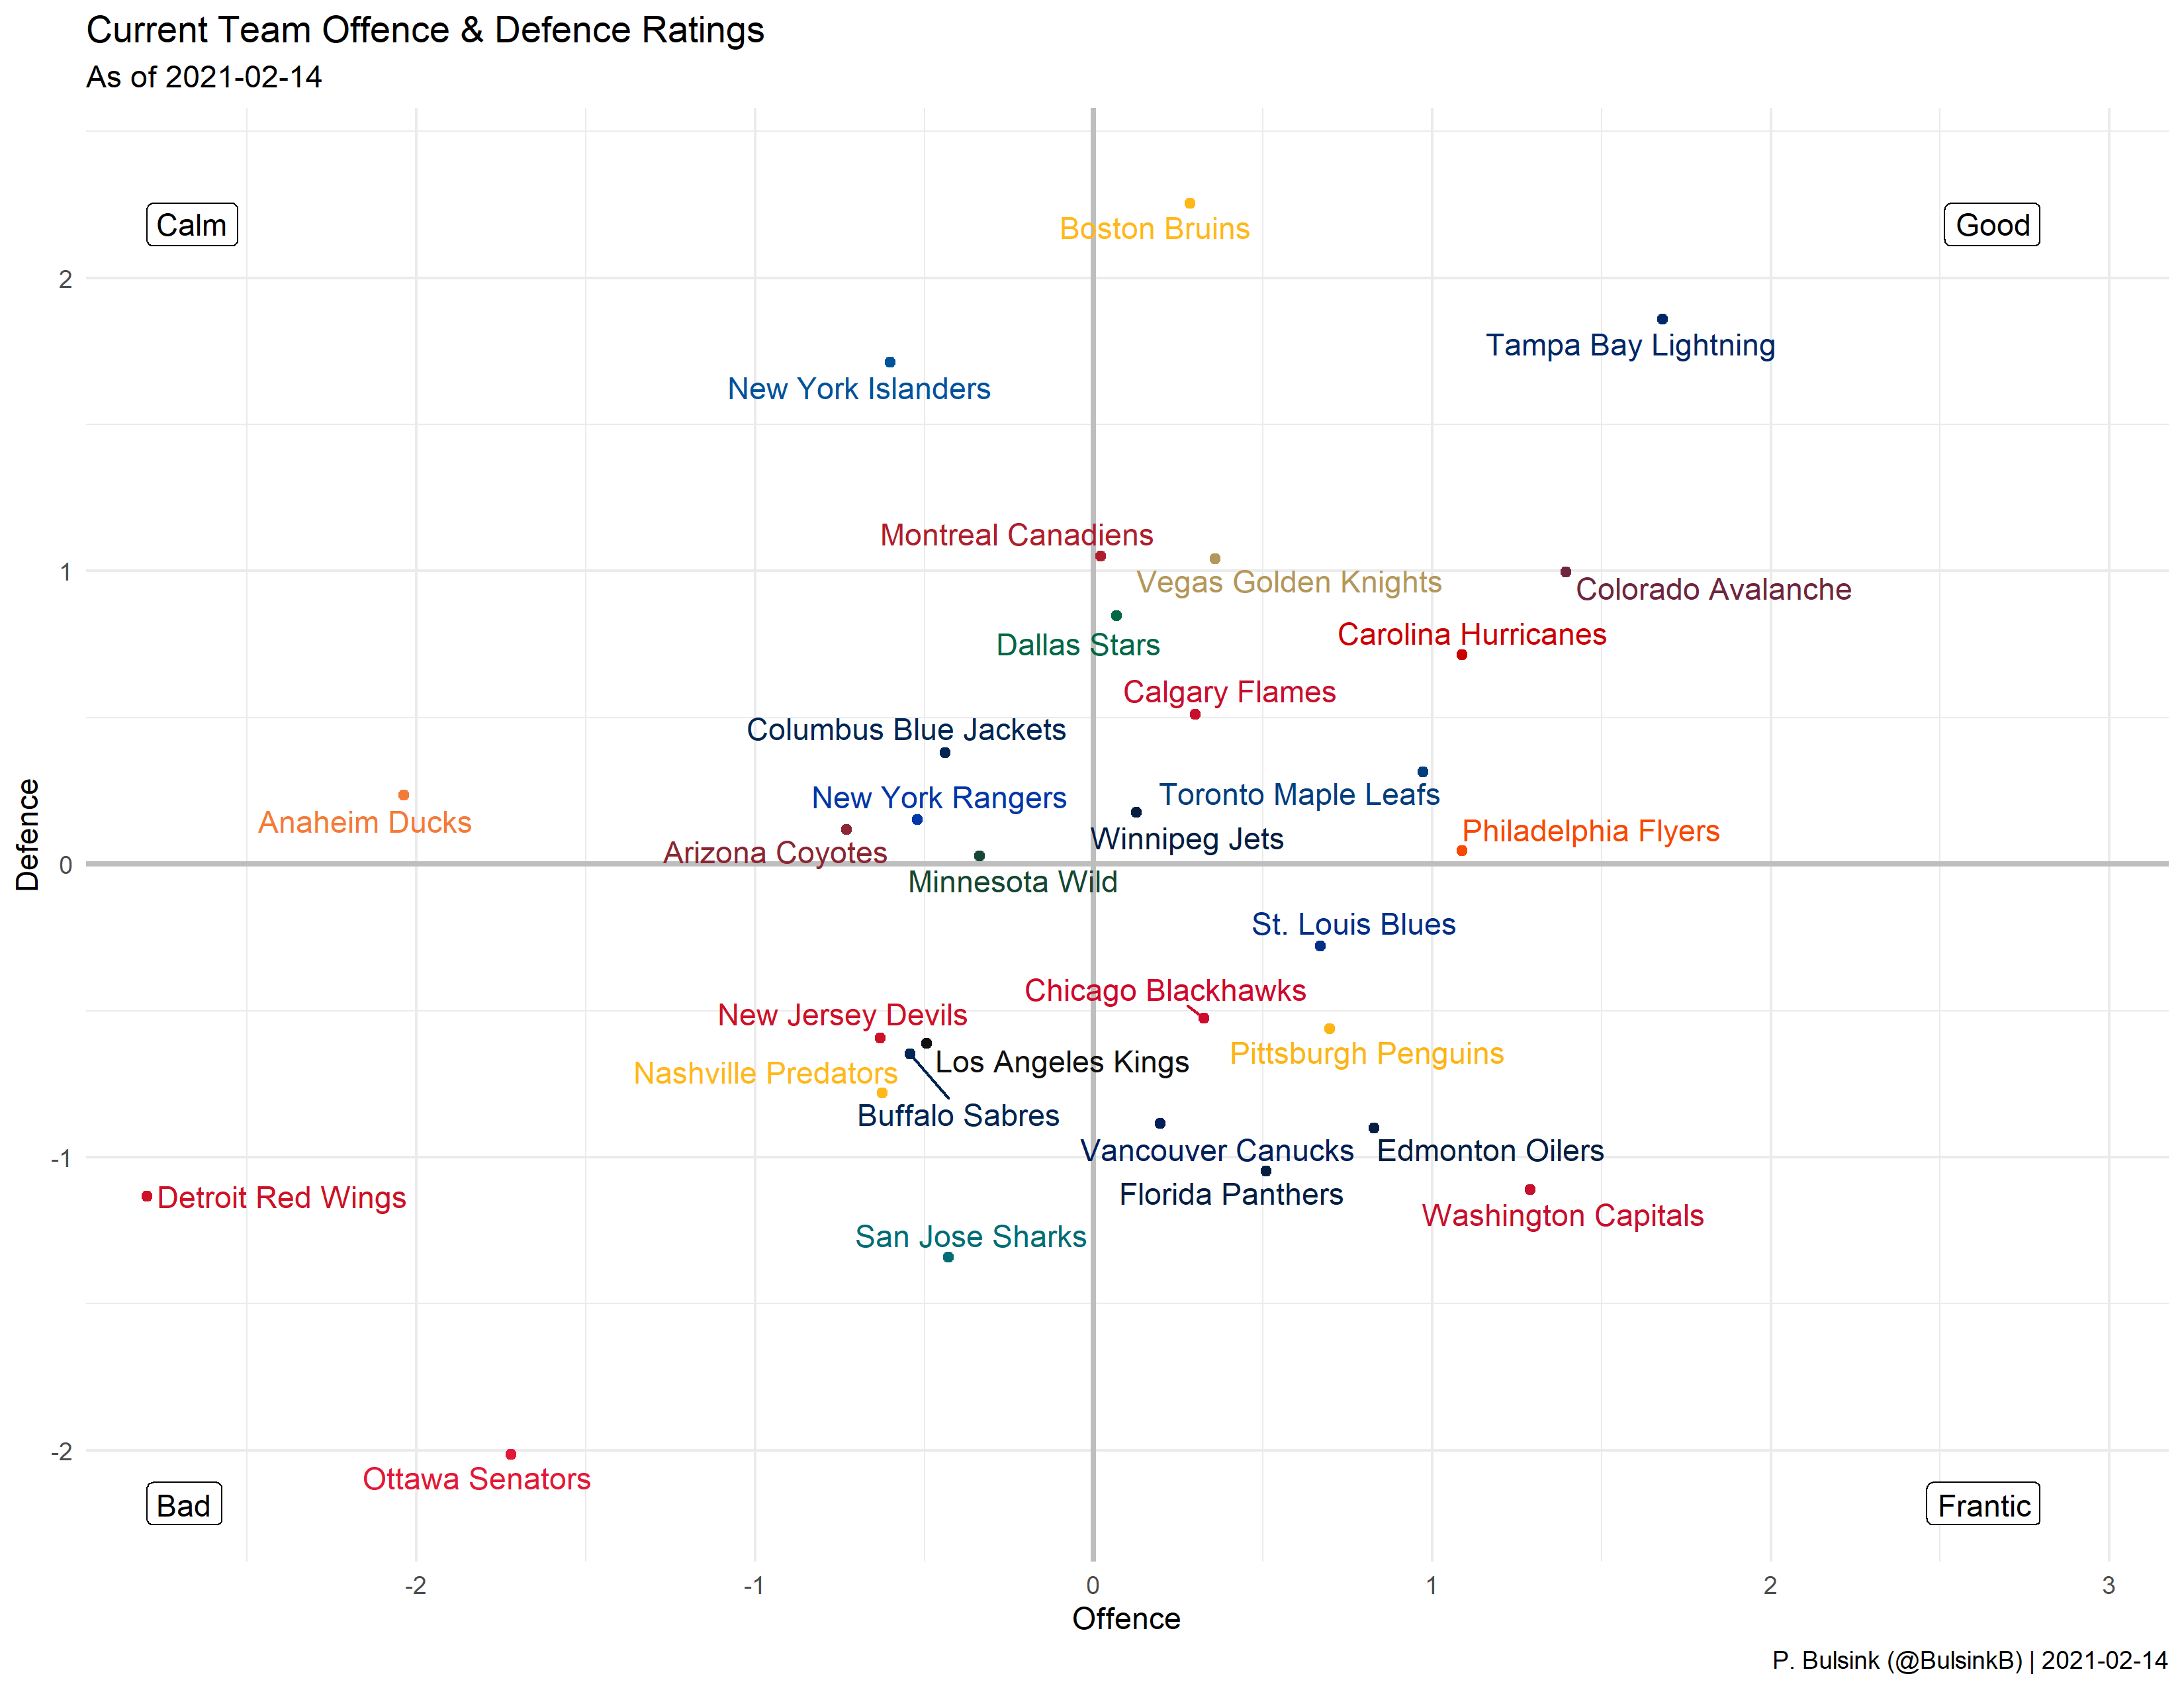 Current Team Offence & Defence Ratings
As of 2021-02-14
Calm
Good
Boston Bruins
2
Tampa Bay Lightning
New York Islanders
Montreal Canadiens
1
Vegas Golden Knights
Colorado Avalanche
Carolina Hurricanes
Dallas Stars
Calgary Flames
Columbus Blue Jackets
New York Rangers
Toronto Maple Leafs
Anaheim Ducks
Philadelphia Flyers
Winnipeg Jets
Arizona Coyotes
Defence
0
Minnesota Wild
St. Louis Blues
Chicago Blackhawks
New Jersey Devils
Pittsburgh Penguins
Los Angeles Kings
Nashville Predators
Buffalo Sabres
Vancouver Canucks
Edmonton Oilers
-1
Florida Panthers
Detroit Red Wings
Washington Capitals
San Jose Sharks
-2
Ottawa Senators
Bad
Frantic
-2
-1
0
1
2
3
Offence
P. Bulsink (@BulsinkB) | 2021-02-14